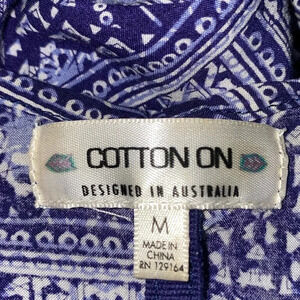 COTTON ON
DESIGNED IN AUSTRALIA
M
MADE IN
CHINA
RN 129164